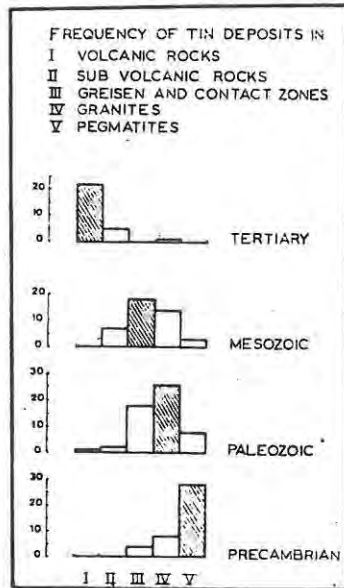 FREQUENCY OF TIN DEPOSITS IN
I VOLCANIC ROCKS
II SUB VOLCANIC ROCKS
III GREISEN AND CONTACT ZONES
IV GRANITES
V PEGMATITES
20
10
0
TERTIARY
20
10
0
MESOZOIC
30
20
10
0
PALEOZOIC
30
20
10
0
PRECAMBRIAN
I II III IV V